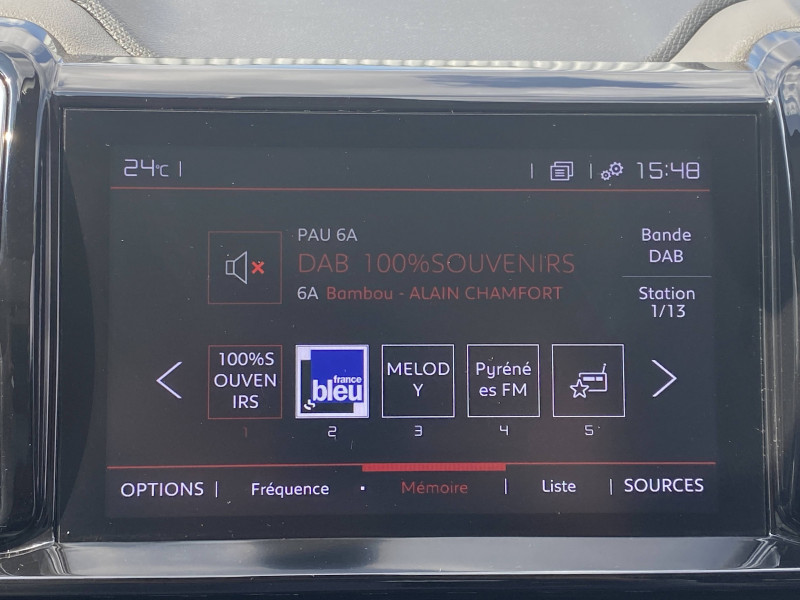 24°C
15:48
PAU 6A
DAB 100%SOUVENIRS
6A Bambou - ALAIN CHAMFORT
Bande
DAB
Station
1/13
100%S
OUVEN
IRS
france
bleu
MELOD
Y
Pyréné
es FM
1
2
3
4
5
OPTIONS | Fréquence · Mémoire | Liste | SOURCES